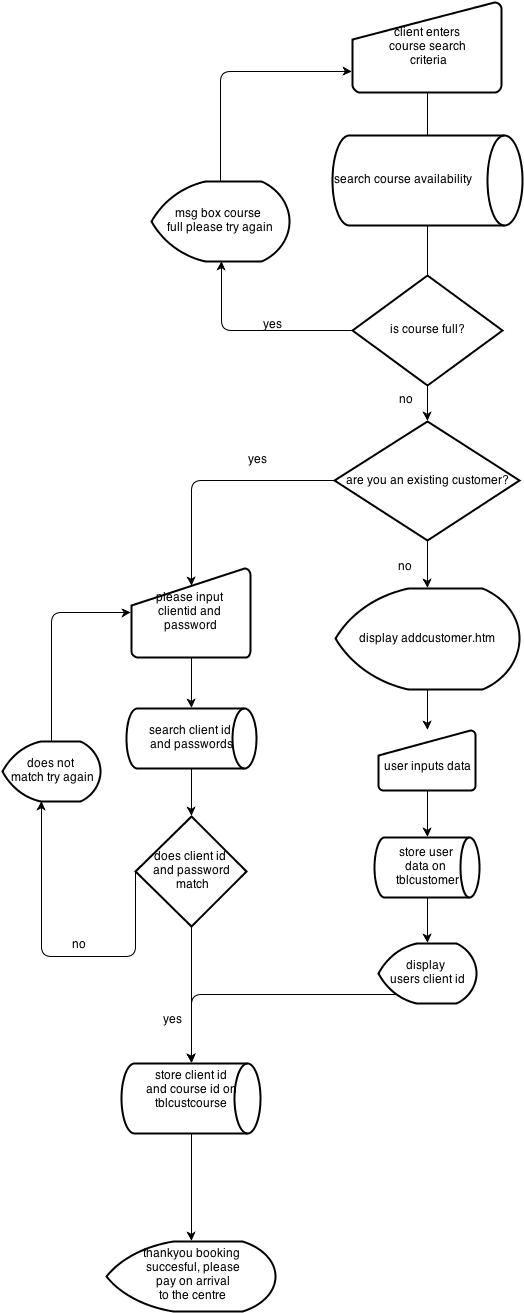 client enters
course search
criteria
search course availability
msg box course
full please try again
is course full?
yes
no
are you an existing customer?
yes
no
please input
clientid and
password
display addcustomer.htm
search client id
and passwords
does not
match try again
user inputs data
does client id
and password
match
store user
data on
tblcustomer
no
display
users client id
yes
store client id
and course id on
tblcustcourse
thankyou booking
succesful, please
pay on arrival
to the centre